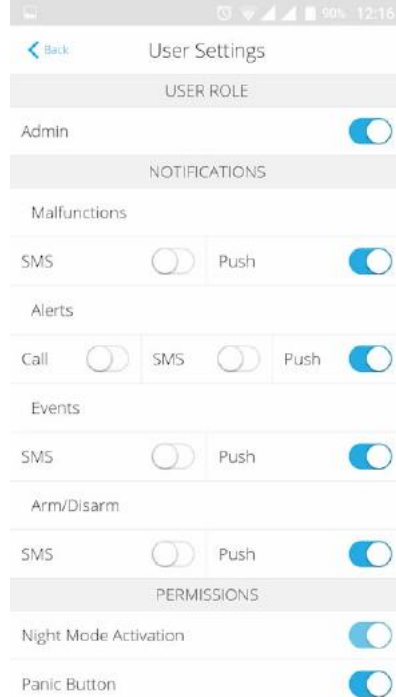 90% 12:16
Back User Settings
USER ROLE
Admin
NOTIFICATIONS
Malfunctions
SMS Push
Alerts
Call SMS Push
Events
SMS Push
Arm/Disarm
SMS Push
PERMISSIONS
Night Mode Activation
Panic Button